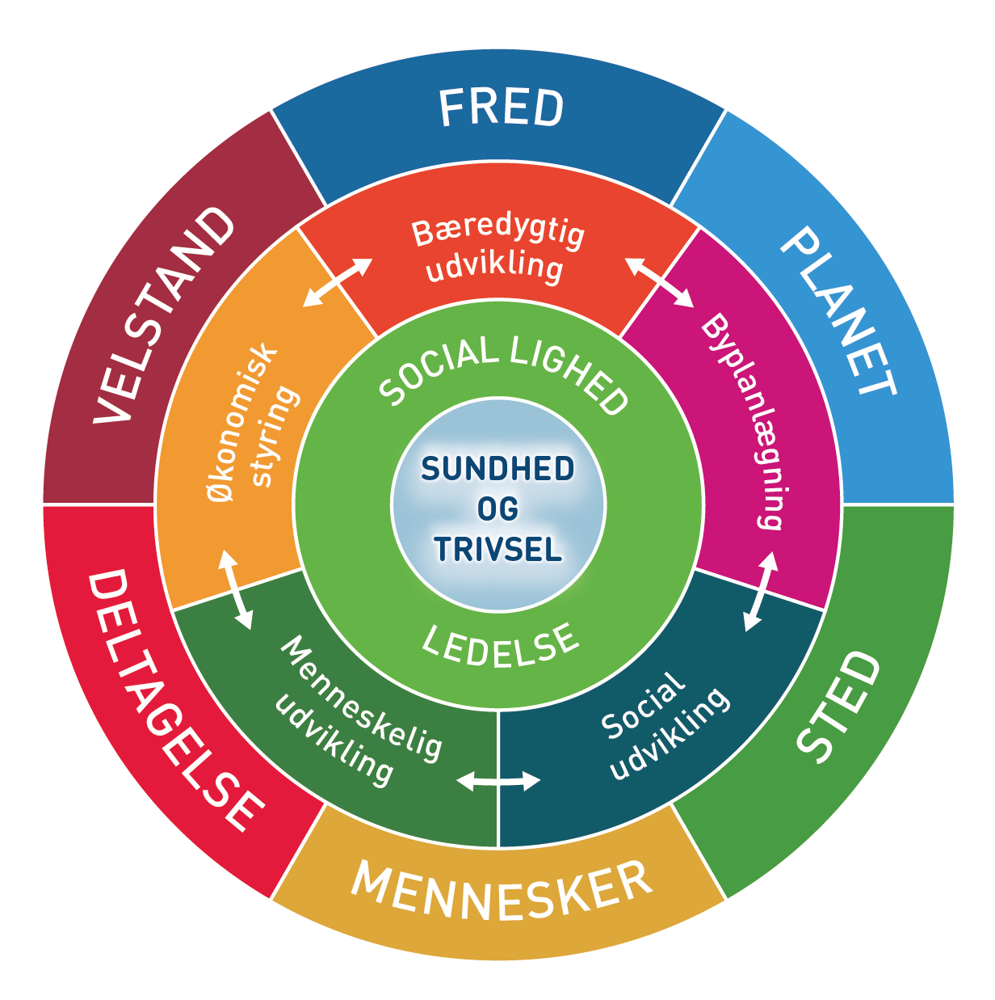 FRED
PLANET
STED
MENNESKER
DELTAGELSE
VELSTAND
Bæredygtig
udvikling
Byplanlægning
Social
udvikling
Menneskelig
udvikling
Økonomisk
styring
SOCIAL LIGHED
LEDELSE
SUNDHED
OG
TRIVSEL